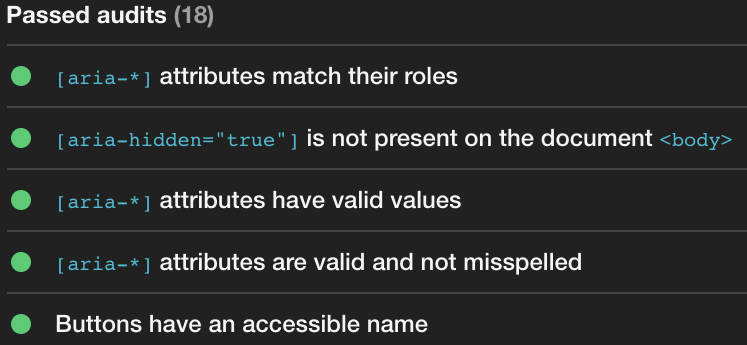 Passed audits (18)
[aria-*] attributes match their roles
[aria-hidden="true"] is not present on the document <body>
[aria-*] attributes have valid values
[aria-*] attributes are valid and not misspelled
Buttons have an accessible name